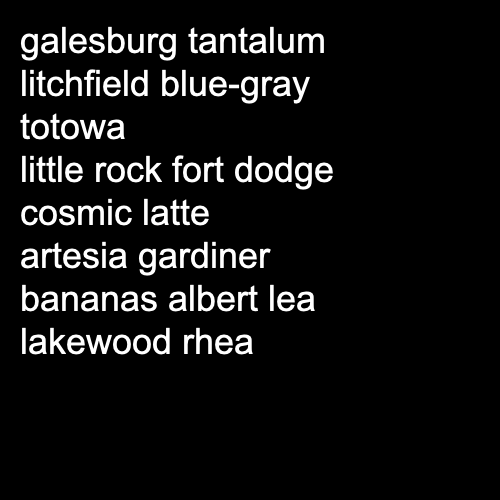 galesburg tantalum
litchfield blue-gray
totowa
little rock fort dodge
cosmic latte
artesia gardiner
bananas albert lea
lakewood rhea